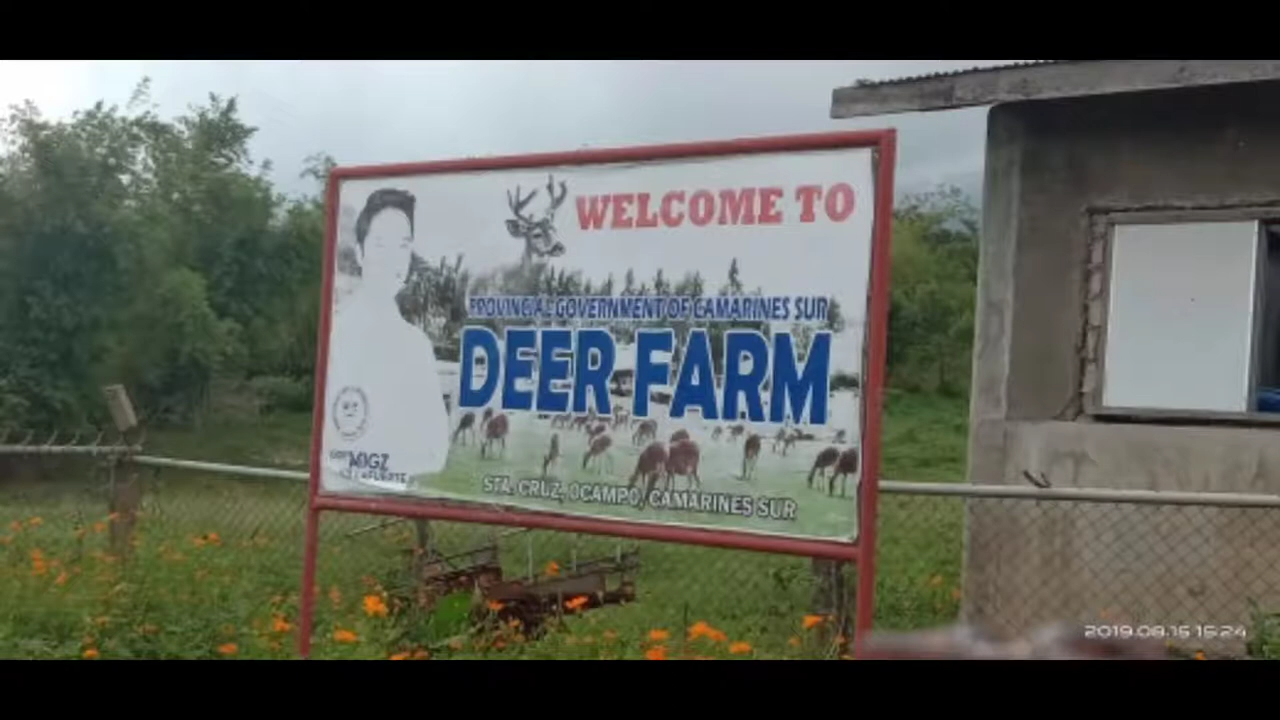 WELCOME TO
PROVINCIAL GOVERNMENT OF CAMARINES SUR
DEER FARM
MIGZ
STA. CRUZ, OCAMPO, CAMARINES SUR
2019.08.15 15:24